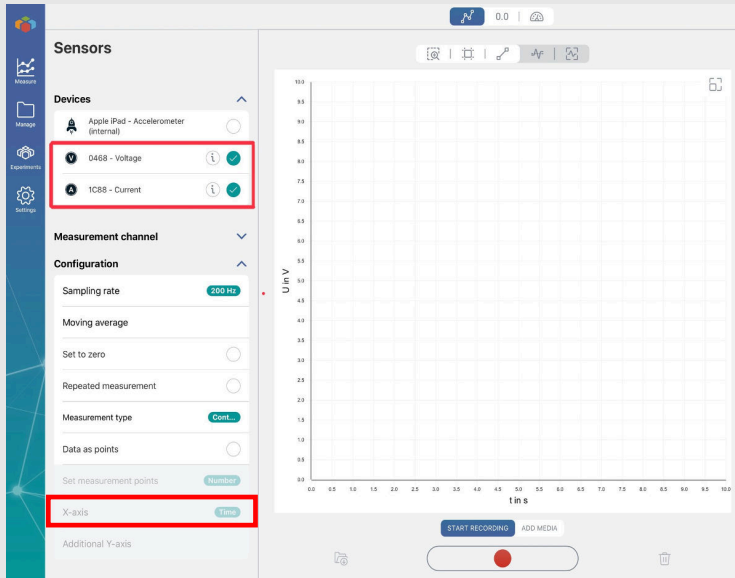 0.0
Sensors
Measure
Manage
Experiments
Settings
Devices
Apple iPad - Accelerometer
(internal)
V
0468 - Voltage
i
A
1C88 - Current
i
Measurement channel
Configuration
Sampling rate
200 Hz
Moving average
Set to zero
Repeated measurement
Measurement type
Cont...
Data as points
Set measurement points
Number
X-axis
Time
Additional Y-axis
10.0
9.5
9.0
8.5
8.0
7.5
7.0
6.5
6.0
5.5
5.0
4.5
4.0
3.5
3.0
2.5
2.0
1.5
1.0
0.5
0.0
U in V
0.0 0.5 1.0 1.5 2.0 2.5 3.0 3.5 4.0 4.5 5.0 5.5 6.0 6.5 7.0 7.5 8.0 8.5 9.0 9.5 10.0
t in s
START RECORDING
ADD MEDIA